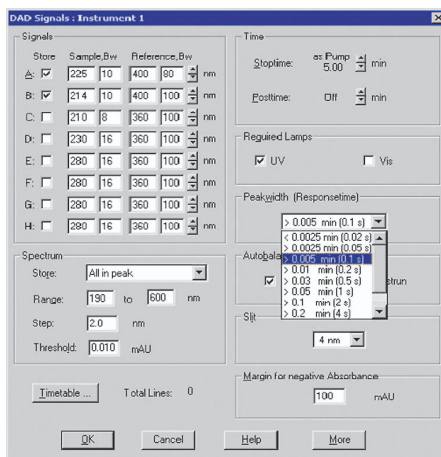 DAD Signals : Instrument 1
Signals
Store Sample,Bw Reference,Bw
A: 225 10 400 80 nm
B: 214 10 400 100 nm
C: 210 8 360 100 nm
D: 230 16 360 100 nm
E: 280 16 360 100 nm
F: 280 16 360 100 nm
G: 280 16 360 100 nm
H: 280 16 360 100 nm
Time
Stoptime: as Pump 5.00 min
Posttime: Off min
Required Lamps
UV Vis
Peakwidth (Responsetime)
> 0.005 min (0.1 s)
< 0.0025 min (0.02 s)
> 0.0025 min (0.05 s)
> 0.005 min (0.1 s)
> 0.01 min (0.2 s)
> 0.03 min (0.5 s)
> 0.05 min (1 s)
> 0.1 min (2 s)
> 0.2 min (4 s)
Spectrum
Store: All in peak
Range: 190 to 600 nm
Step: 2.0 nm
Threshold: 0.010 mAU
Autobala
strun
Slit
4 nm
Margin for negative Absorbance
100 mAU
Timetable ... Total Lines: 0
OK Cancel Help More